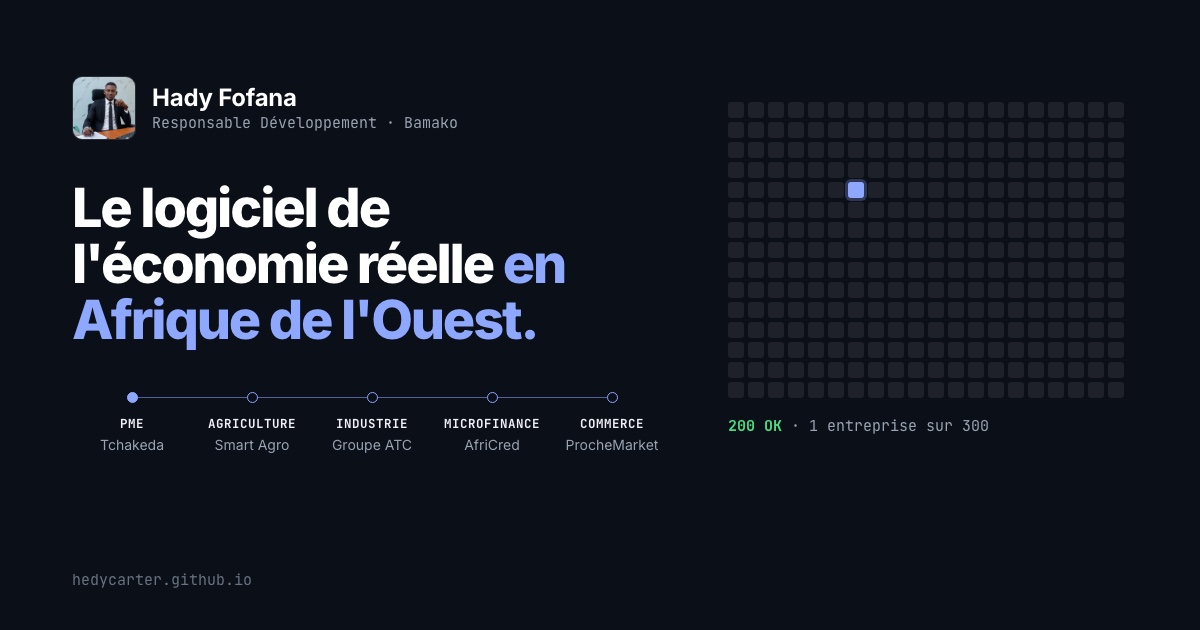 Hady Fofana
Responsable Développement · Bamako
Le logiciel de
l'économie réelle en
Afrique de l'Ouest.
PME
Tchakeda
AGRICULTURE
Smart Agro
INDUSTRIE
Groupe ATC
MICROFINANCE
AfriCred
COMMERCE
ProcheMarket
200 OK · 1 entreprise sur 300
hedycarter.github.io